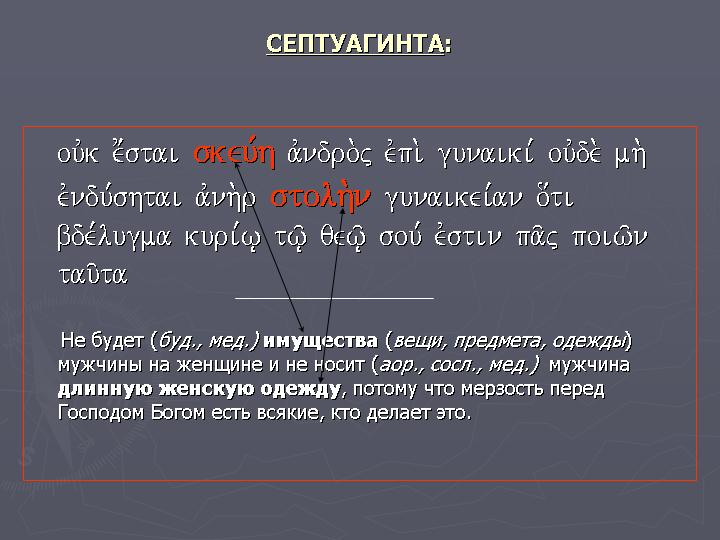 СЕПТУАГИНТА:
οὐκ ἔσται σκεύη ἀνδρὸς ἐπὶ γυναικί οὐδὲ μὴ
ἐνδύσηται ἀνὴρ στολὴν γυναικείαν ὅτι
βδέλυγμα κυρίῳ τῷ θεῷ σού ἐστιν πᾶς ποιῶν
ταῦτα
Не будет (буд., мед.) имущества (вещи, предмета, одежды)
мужчины на женщине и не носит (аор., сосл., мед.) мужчина
длинную женскую одежду, потому что мерзость перед
Господом Богом есть всякие, кто делает это.